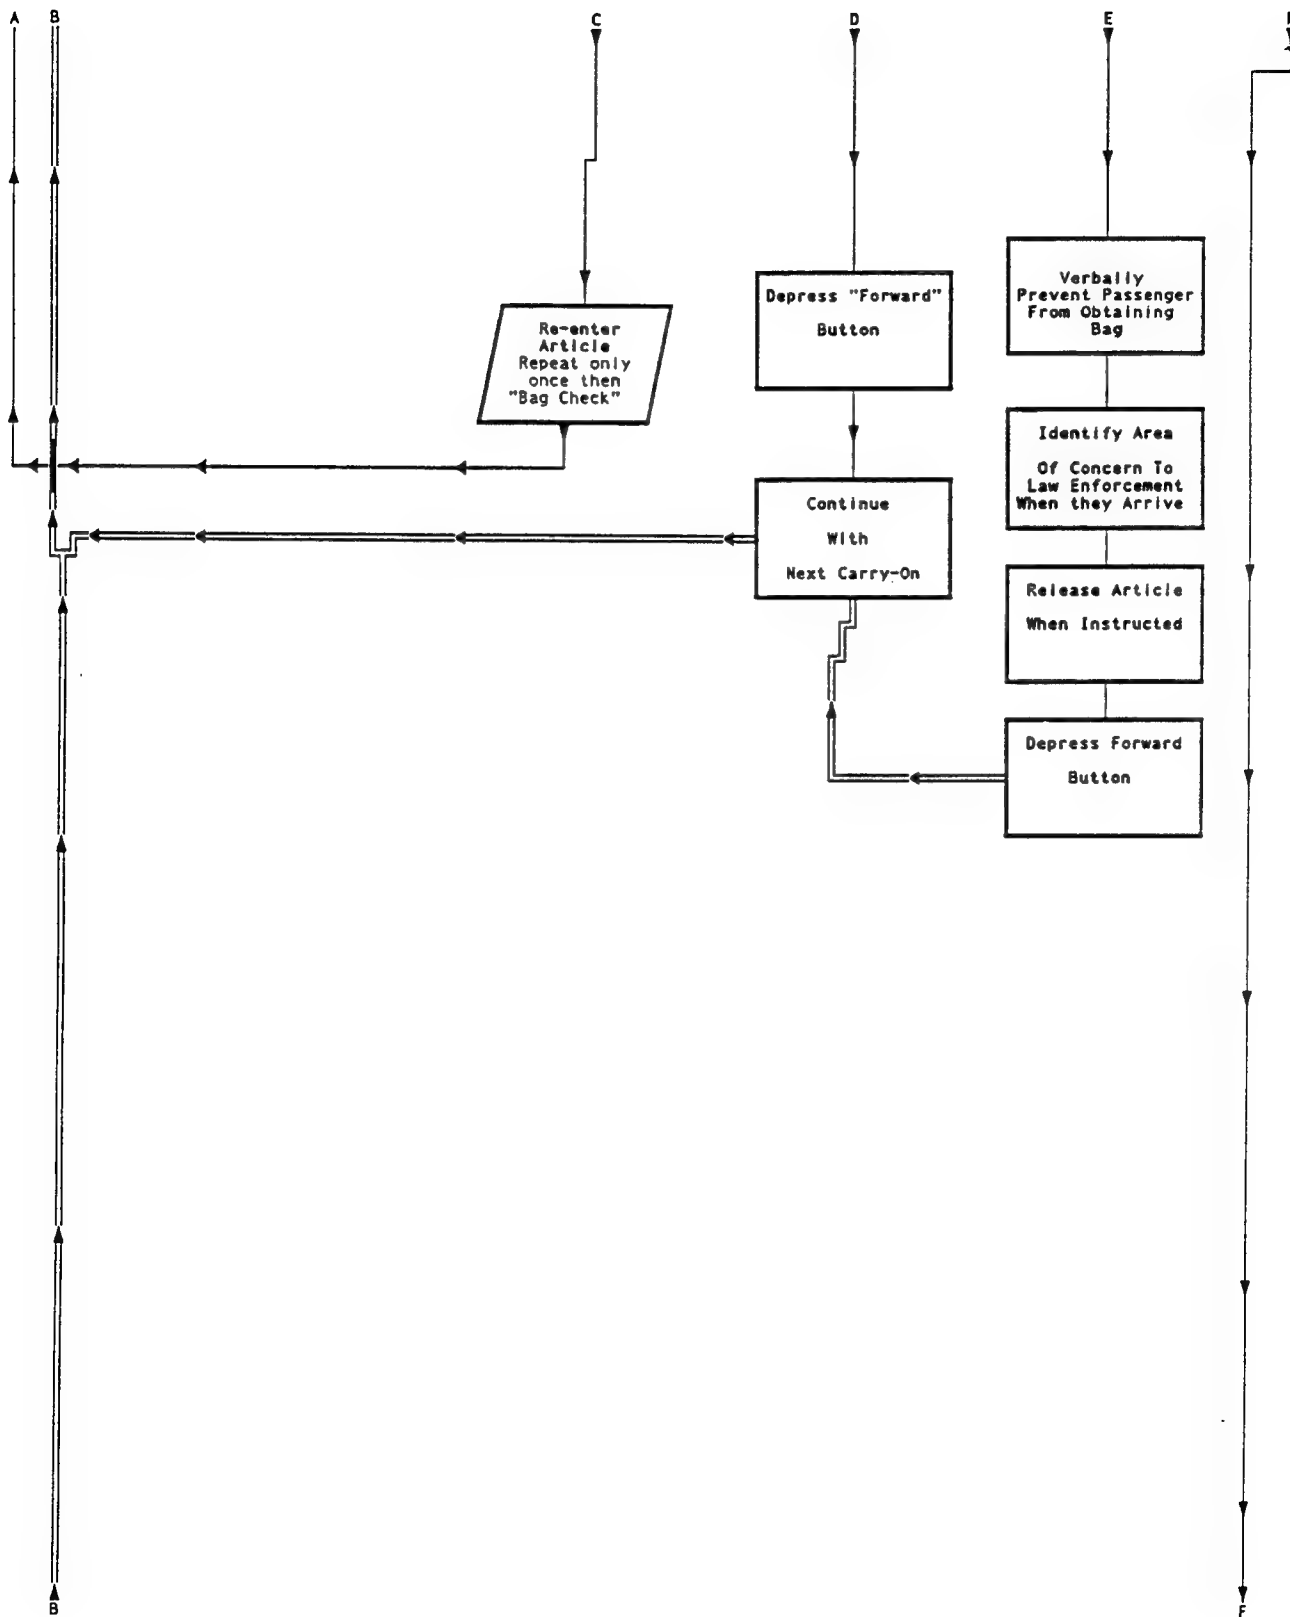 A
B
C
D
E
Re-enter
Article
Repeat only
once then
"Bag Check"
Depress "Forward"
Button
Continue
With
Next Carry-On
Verbally
Prevent Passenger
From Obtaining
Bag
Identify Area
Of Concern To
Law Enforcement
When they Arrive
Release Article
When Instructed
Depress Forward
Button
B
F